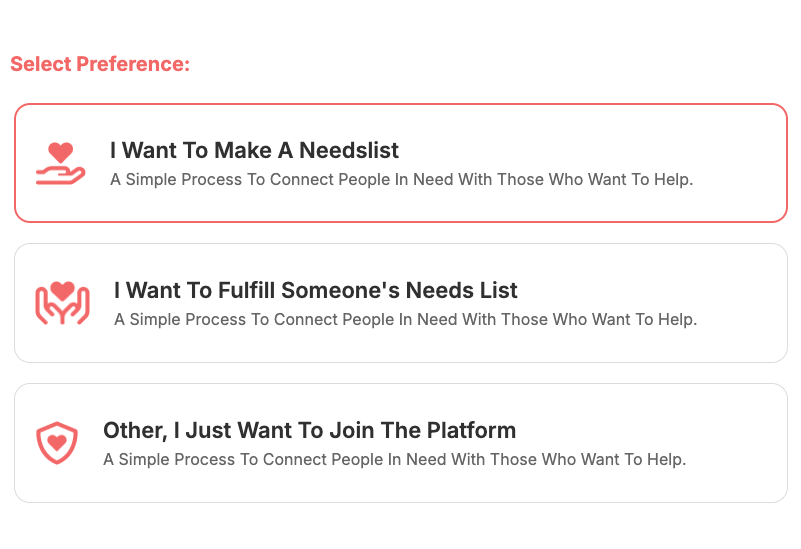 Select Preference:
I Want To Make A Needslist
A Simple Process To Connect People In Need With Those Who Want To Help.
I Want To Fulfill Someone's Needs List
A Simple Process To Connect People In Need With Those Who Want To Help.
Other, I Just Want To Join The Platform
A Simple Process To Connect People In Need With Those Who Want To Help.